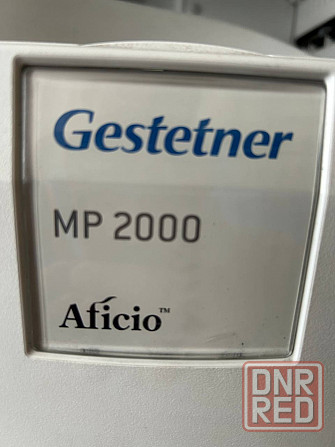 Gestetner
MP 2000
Aficio™
DNR
RED